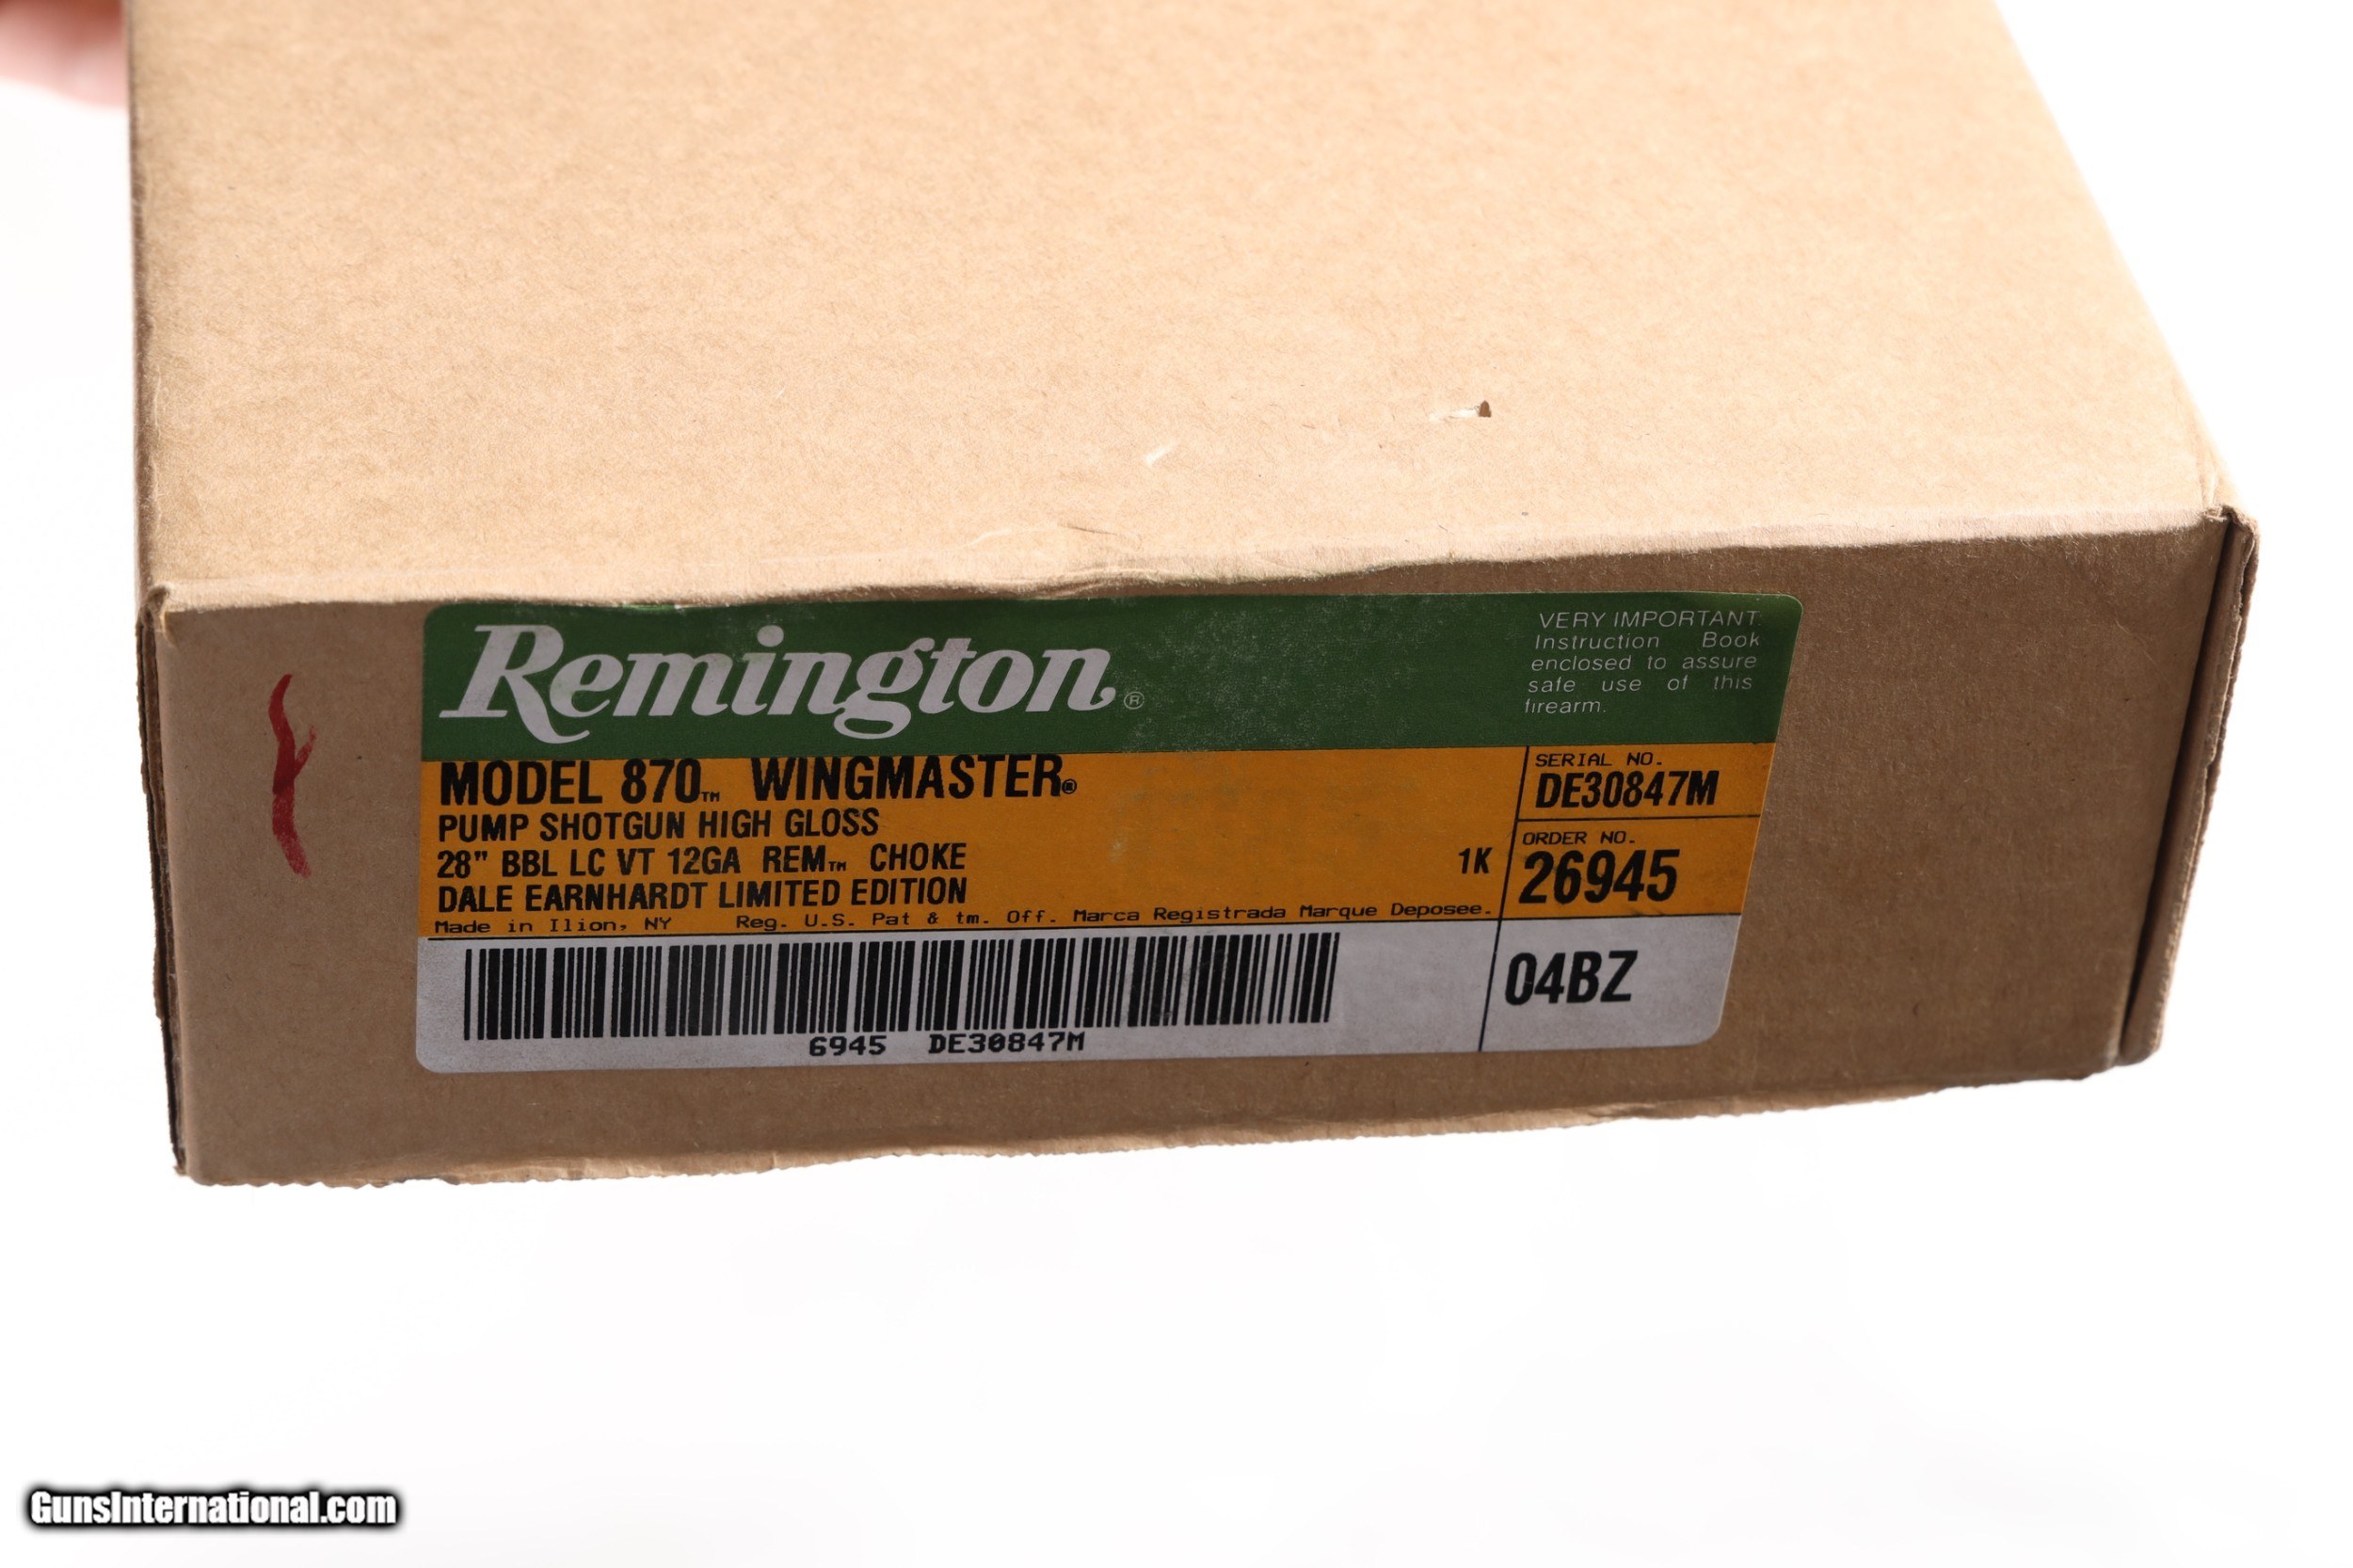 Remington®
VERY IMPORTANT:
Instruction Book
enclosed to assure
safe use of this
firearm.
MODEL 870™ WINGMASTER®
PUMP SHOTGUN HIGH GLOSS
28" BBL LC VT 12GA REM™ CHOKE
1K
DALE EARNHARDT LIMITED EDITION
Made in Ilion, NY Reg. U.S. Pat & tm. Off. Marca Registrada Marque Deposee.
SERIAL NO.
DE30847M
ORDER NO.
26945
04BZ
6945 DE30847M
GunsInternational.com